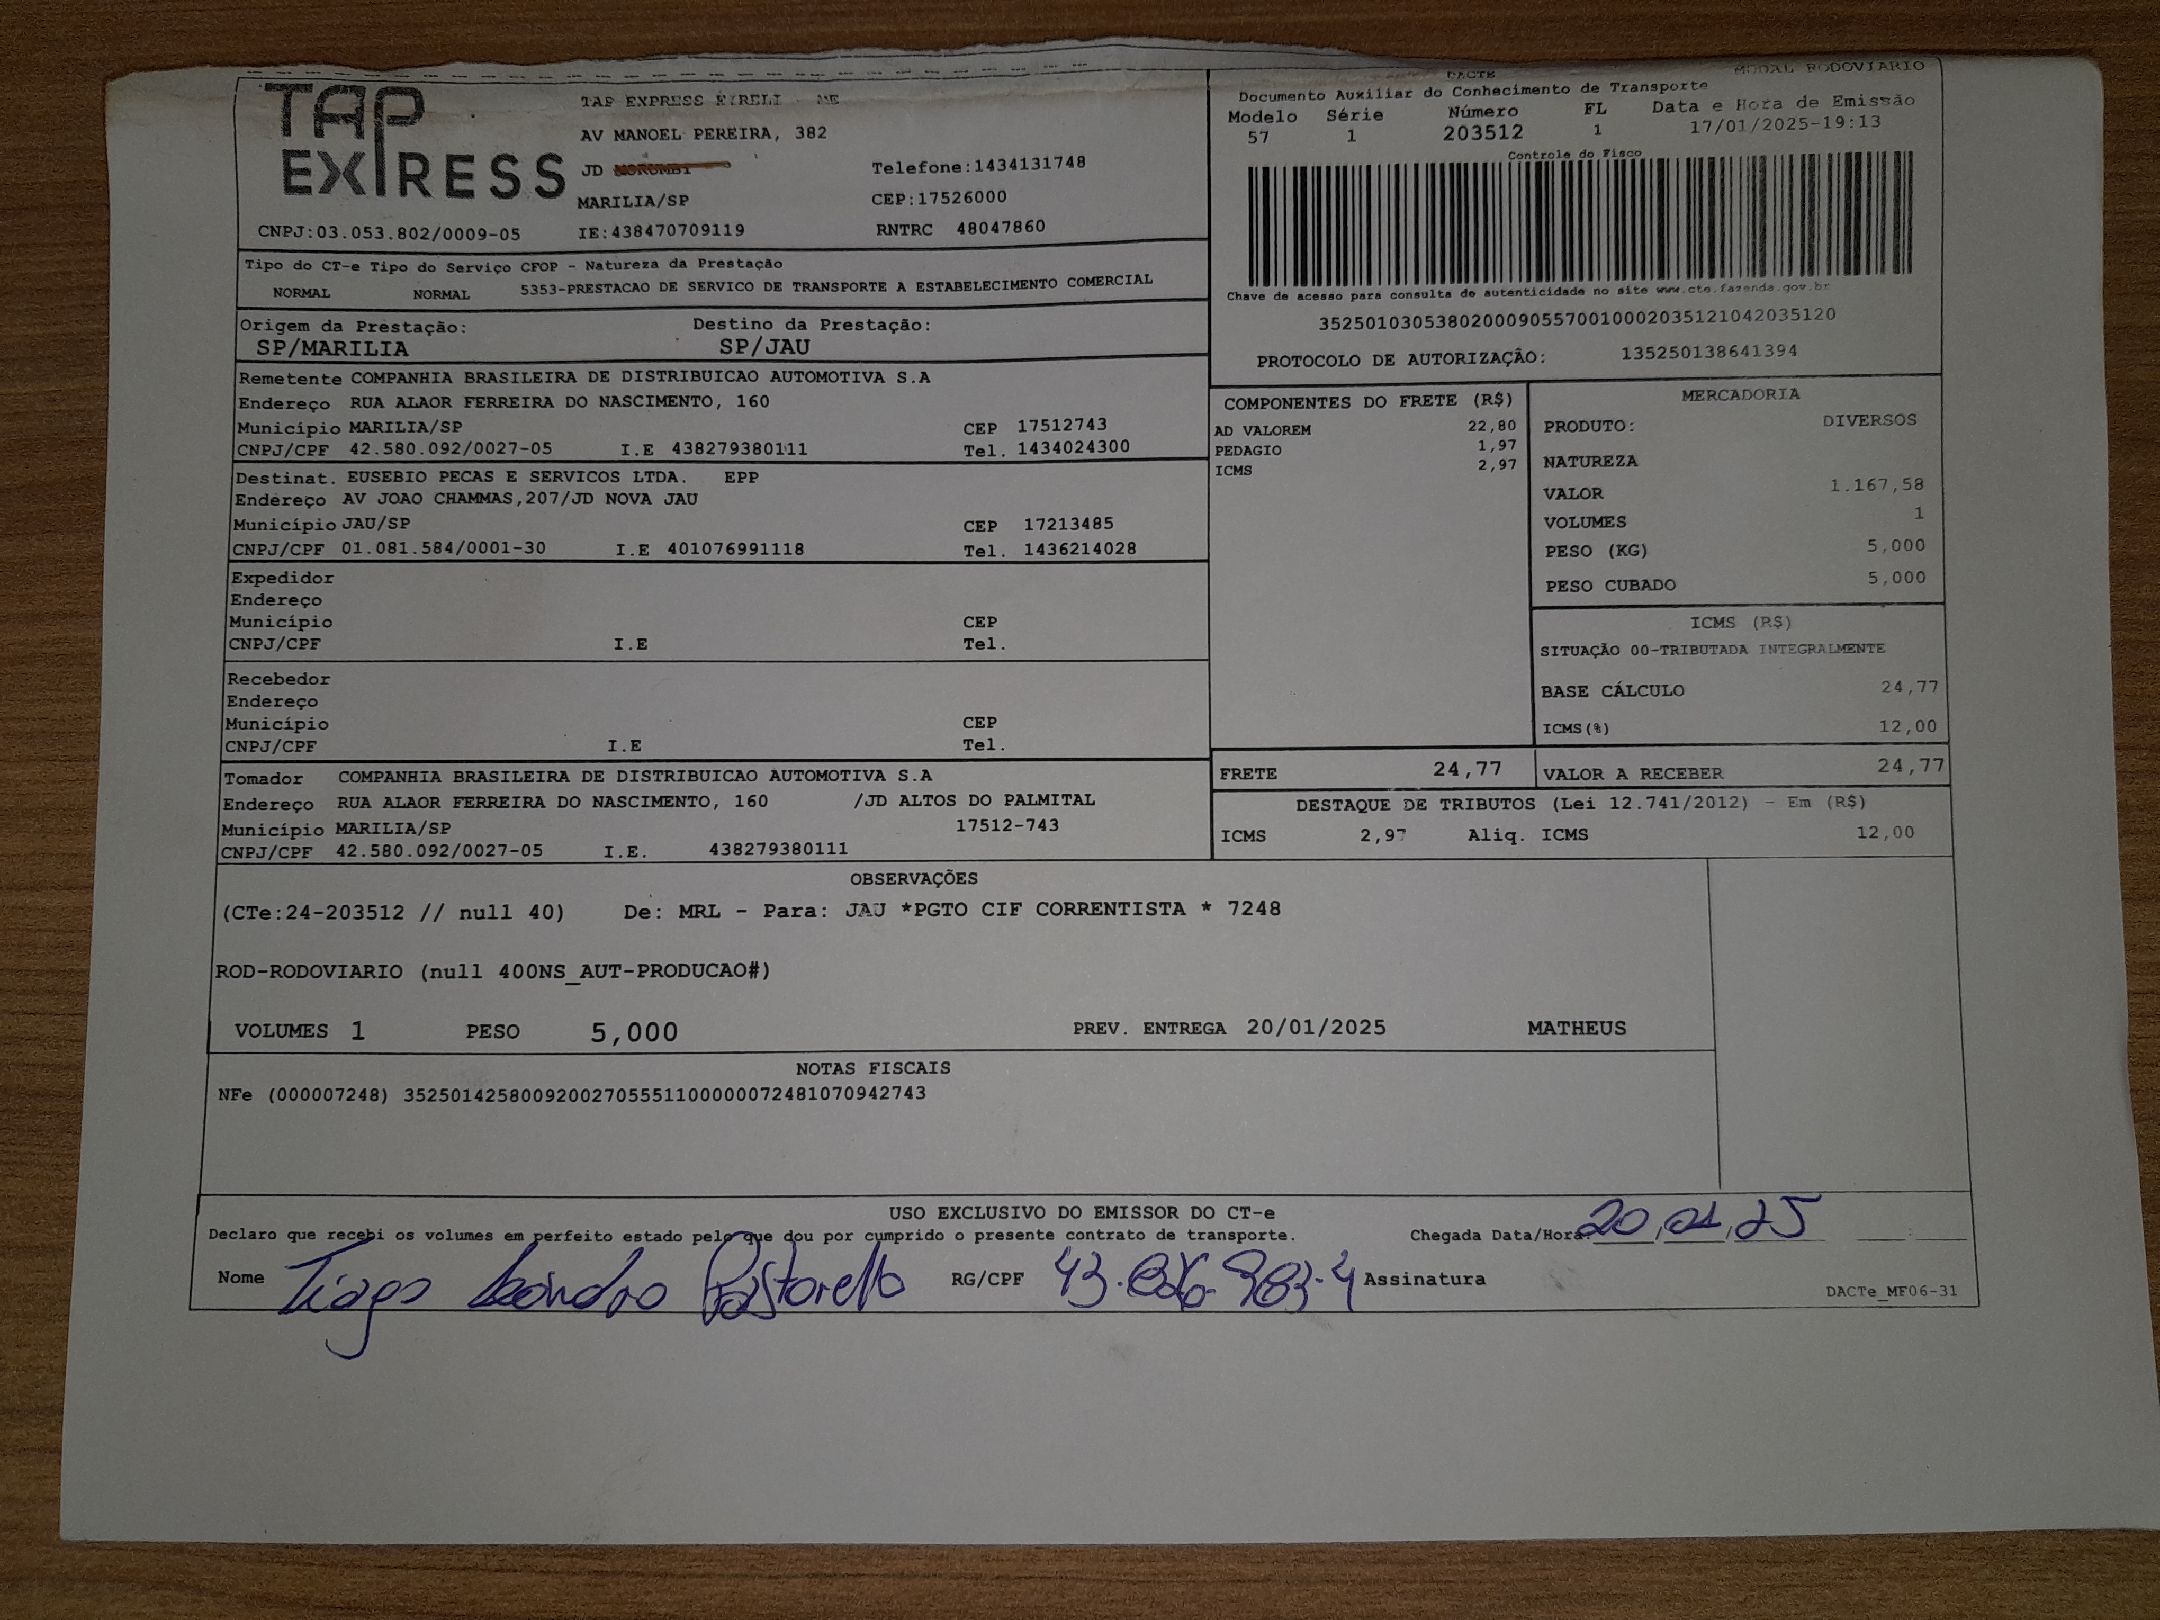 TAP EXPRESS
TAP EXPRESS EIRELI - ME
AV MANOEL PEREIRA, 382
JD MORUMBI Telefone:1434131748
MARILIA/SP CEP:17526000
CNPJ:03.053.802/0009-05 IE:438470709119 RNTRC 48047860
DACTE MODAL RODOVIARIO
Documento Auxiliar do Conhecimento de Transporte
Modelo Série Número FL Data e Hora de Emissão
57 1 203512 1 17/01/2025-19:13
Controle do Fisco
Chave de acesso para consulta de autenticidade no site www.cte.fazenda.gov.br
35250103053802000905570010002035121042035120
PROTOCOLO DE AUTORIZAÇÃO: 135250138641394
Tipo do CT-e Tipo do Serviço CFOP - Natureza da Prestação
NORMAL NORMAL 5353-PRESTACAO DE SERVICO DE TRANSPORTE A ESTABELECIMENTO COMERCIAL
Origem da Prestação: Destino da Prestação:
SP/MARILIA SP/JAU
Remetente COMPANHIA BRASILEIRA DE DISTRIBUICAO AUTOMOTIVA S.A
Endereço RUA ALAOR FERREIRA DO NASCIMENTO, 160
Município MARILIA/SP CEP 17512743
CNPJ/CPF 42.580.092/0027-05 I.E 438279380111 Tel. 1434024300
Destinat. EUSEBIO PECAS E SERVICOS LTDA. EPP
Endereço AV JOAO CHAMMAS,207/JD NOVA JAU
Município JAU/SP CEP 17213485
CNPJ/CPF 01.081.584/0001-30 I.E 401076991118 Tel. 1436214028
Expedidor
Endereço
Município CEP
CNPJ/CPF I.E Tel.
Recebedor
Endereço
Município CEP
CNPJ/CPF I.E Tel.
Tomador COMPANHIA BRASILEIRA DE DISTRIBUICAO AUTOMOTIVA S.A
Endereço RUA ALAOR FERREIRA DO NASCIMENTO, 160 /JD ALTOS DO PALMITAL
Município MARILIA/SP 17512-743
CNPJ/CPF 42.580.092/0027-05 I.E. 438279380111
COMPONENTES DO FRETE (R$)
AD VALOREM 22,80
PEDAGIO 1,97
ICMS 2,97
MERCADORIA
PRODUTO: DIVERSOS
NATUREZA
VALOR 1.167,58
VOLUMES 1
PESO (KG) 5,000
PESO CUBADO 5,000
ICMS (R$)
SITUAÇÃO 00-TRIBUTADA INTEGRALMENTE
BASE CÁLCULO 24,77
ICMS(%) 12,00
FRETE 24,77 VALOR A RECEBER 24,77
DESTAQUE DE TRIBUTOS (Lei 12.741/2012) - Em (R$)
ICMS 2,97 Aliq. ICMS 12,00
OBSERVAÇÕES
(CTe:24-203512 // null 40) De: MRL - Para: JAU *PGTO CIF CORRENTISTA * 7248
ROD-RODOVIARIO (null 400NS_AUT-PRODUCAO#)
VOLUMES 1 PESO 5,000 PREV. ENTREGA 20/01/2025 MATHEUS
NOTAS FISCAIS
NFe (000007248) 35250142580092002705551100000072481070942743
USO EXCLUSIVO DO EMISSOR DO CT-e
Declaro que recebi os volumes em perfeito estado pelo que dou por cumprido o presente contrato de transporte. Chegada Data/Hora: 20,01,25
Nome Tiago Leandro Pastorello RG/CPF Assinatura
DACTe_MF06-31